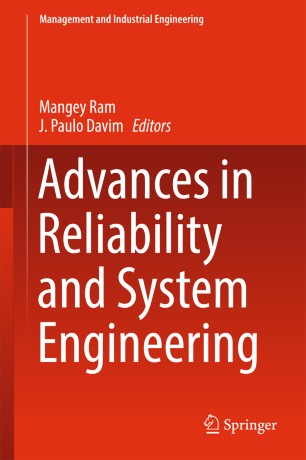 Management and Industrial Engineering
Mangey Ram
J. Paulo Davim Editors
Advances in
Reliability
and System
Engineering
Springer